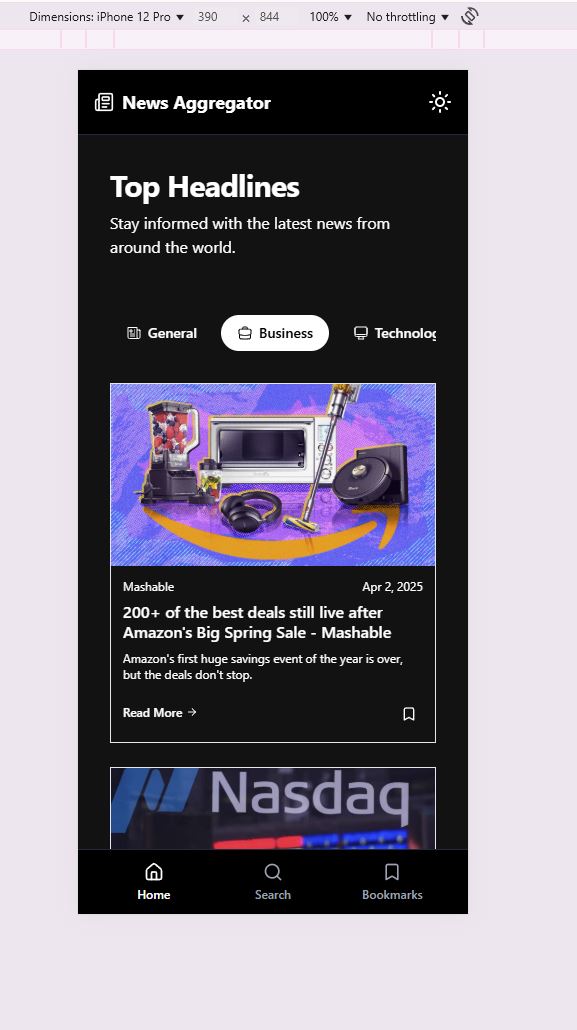 Dimensions: iPhone 12 Pro 390 × 844 100% No throttling
News Aggregator
Top Headlines
Stay informed with the latest news from
around the world.
General Business Technolog
Mashable Apr 2, 2025
200+ of the best deals still live after
Amazon's Big Spring Sale - Mashable
Amazon's first huge savings event of the year is over,
but the deals don't stop.
Read More →
Nasdaq
Home Search Bookmarks